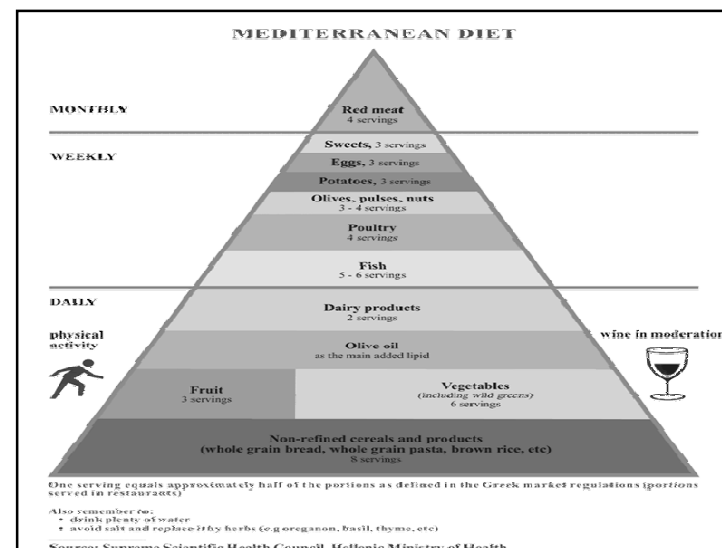 MEDITERRANEAN DIET
MONTHLY
Red meat
4 servings
WEEKLY
Sweets, 3 servings
Eggs, 3 servings
Potatoes, 3 servings
Olives, pulses, nuts
3 - 4 servings
Poultry
4 servings
Fish
5 - 6 servings
DAILY
Dairy products
2 servings
physical
activity
wine in moderation
Olive oil
as the main added lipid
Fruit
3 servings
Vegetables
(including wild greens)
6 servings
Non-refined cereals and products
(whole grain bread, whole grain pasta, brown rice, etc)
8 servings
One serving equals approximately half of the portions as defined in the Greek market regulations (portions
served in restaurants)
Also remember to:
• drink plenty of water
• avoid salt and replace it by herbs (e.g. oreganon, basil, thyme, etc)
Source: Supreme Scientific Health Council, Hellenic Ministry of Health